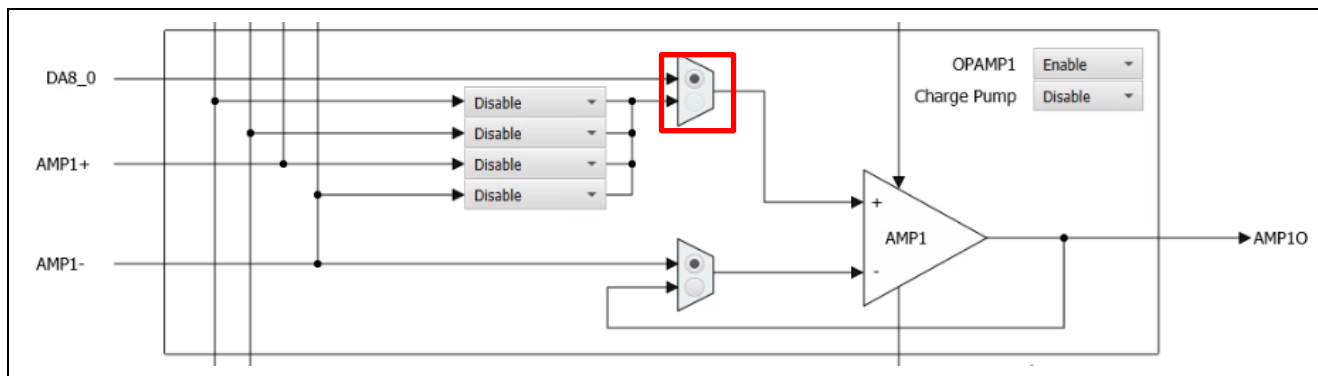 DA8_0
OPAMP1 Enable
Charge Pump Disable
Disable
Disable
AMP1+ Disable
Disable
+
AMP1
AMP1O
AMP1-
-